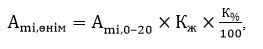 Аmi,өнім = Аmi,0−20 × Кж × К%/100,